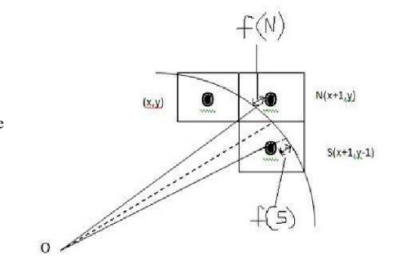 f(N)
(x,y)
N(x+1,y)
e
S(x+1,y-1)
f(S)
O